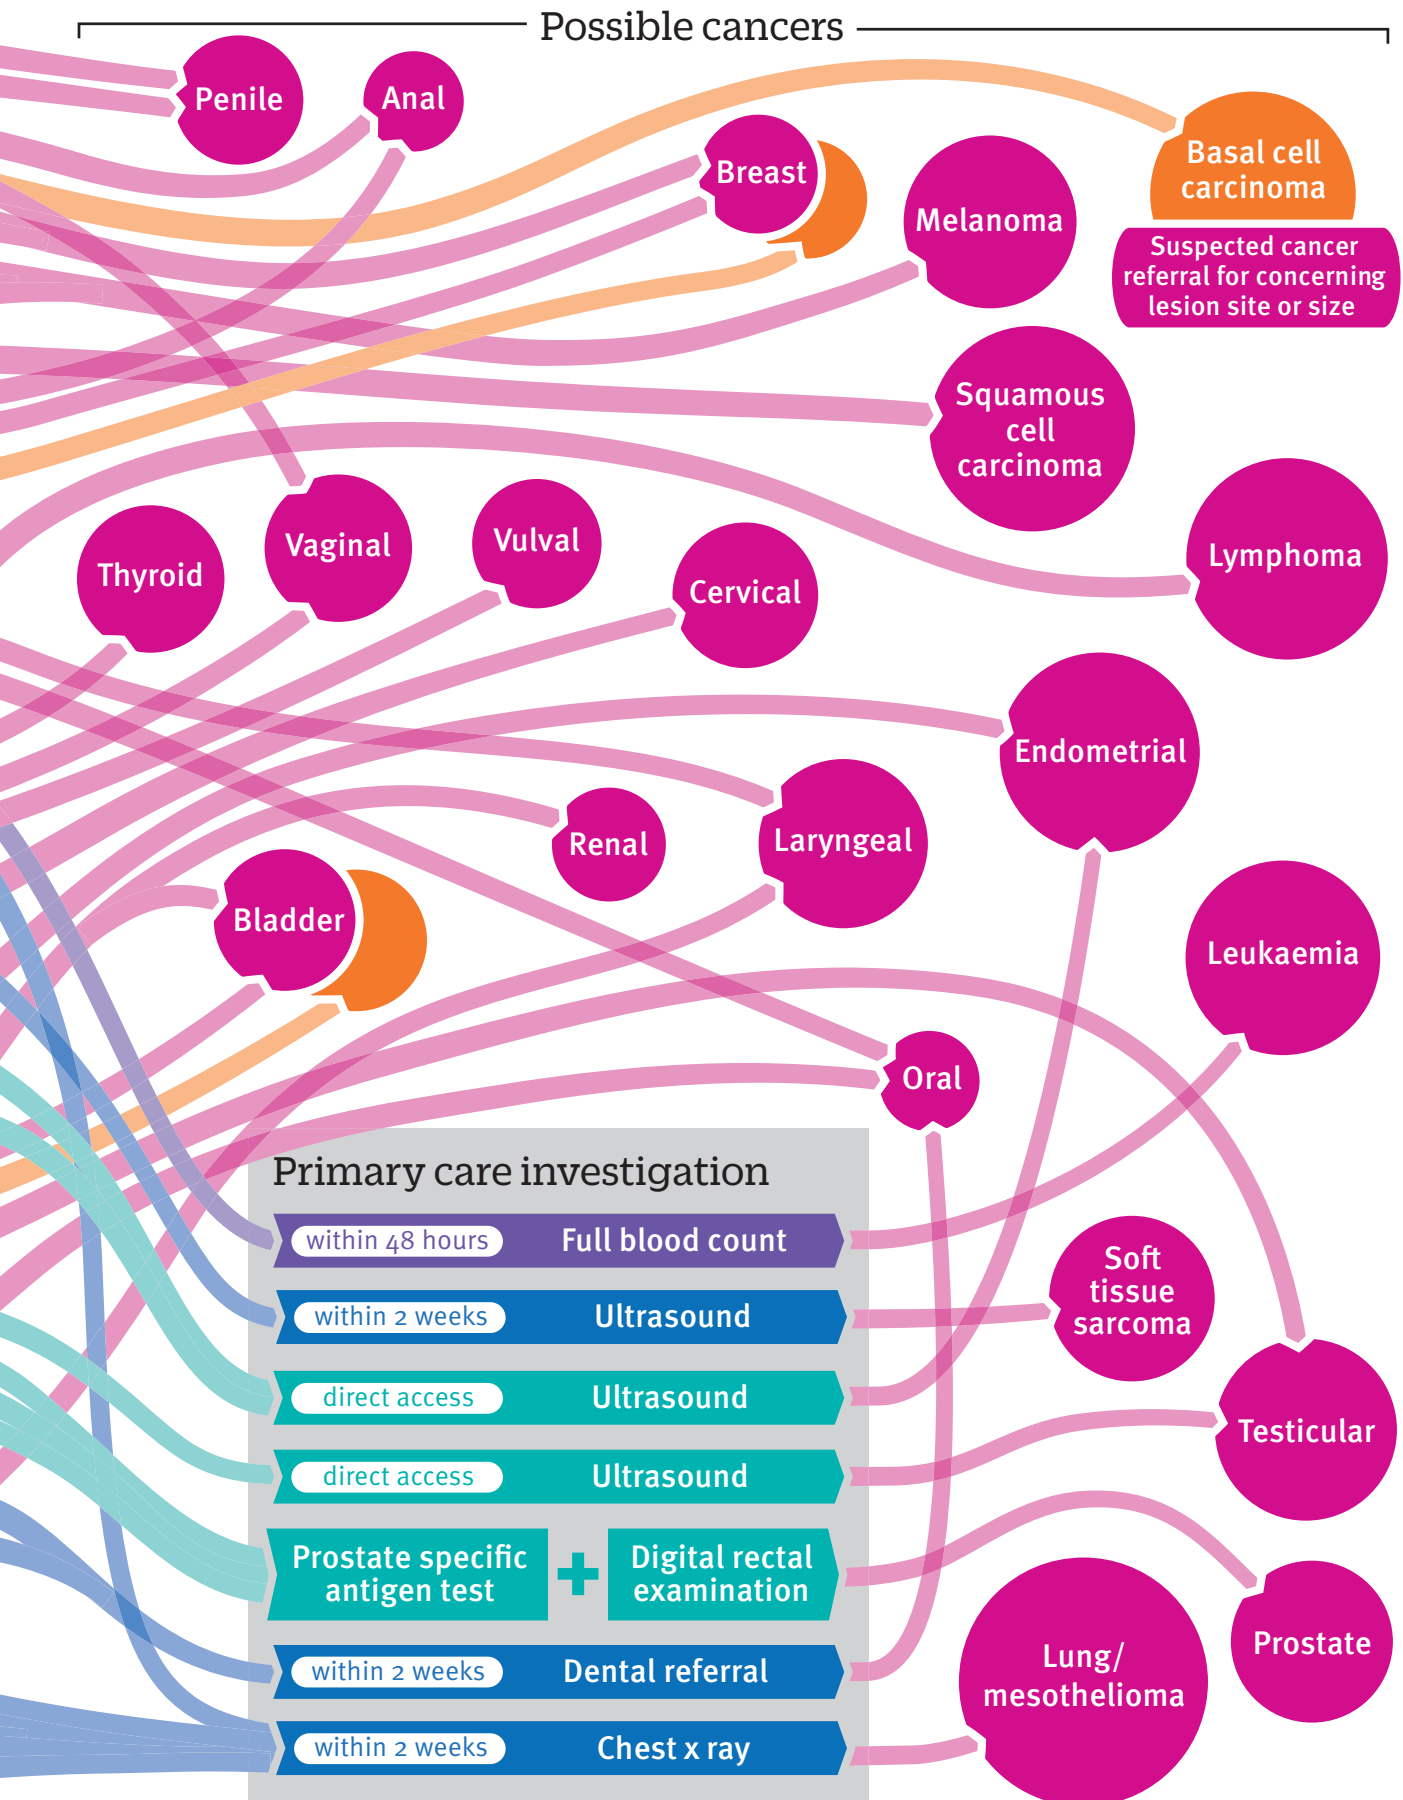 Possible cancers
Penile
Anal
Breast
Basal cell
carcinoma
Melanoma
Suspected cancer
referral for concerning
lesion site or size
Squamous
cell
carcinoma
Lymphoma
Thyroid
Vaginal
Vulval
Cervical
Endometrial
Renal
Laryngeal
Bladder
Leukaemia
Oral
Primary care investigation
within 48 hours Full blood count
within 2 weeks Ultrasound
direct access Ultrasound
direct access Ultrasound
Prostate specific
antigen test
+
Digital rectal
examination
within 2 weeks Dental referral
within 2 weeks Chest x ray
Soft
tissue
sarcoma
Testicular
Prostate
Lung/
mesothelioma